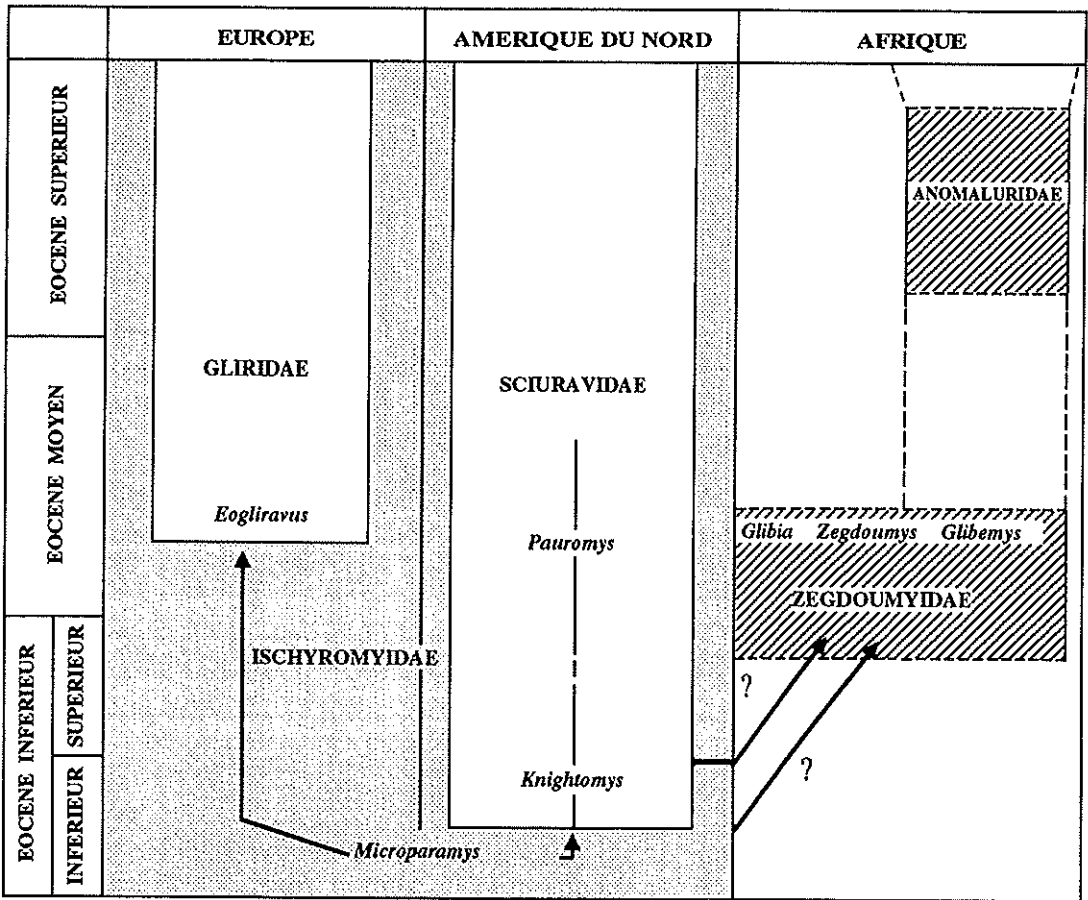 EUROPE
AMERIQUE DU NORD
AFRIQUE
EOCENE SUPERIEUR
EOCENE MOYEN
EOCENE INFERIEUR
SUPERIEUR
INFERIEUR
ANOMALURIDAE
GLIRIDAE
SCIURAVIDAE
Eogliravus
Pauromys
Glibia Zegdoumys Glibemys
ZEGDOUMYIDAE
ISCHYROMYIDAE
?
?
Knightomys
Microparamys